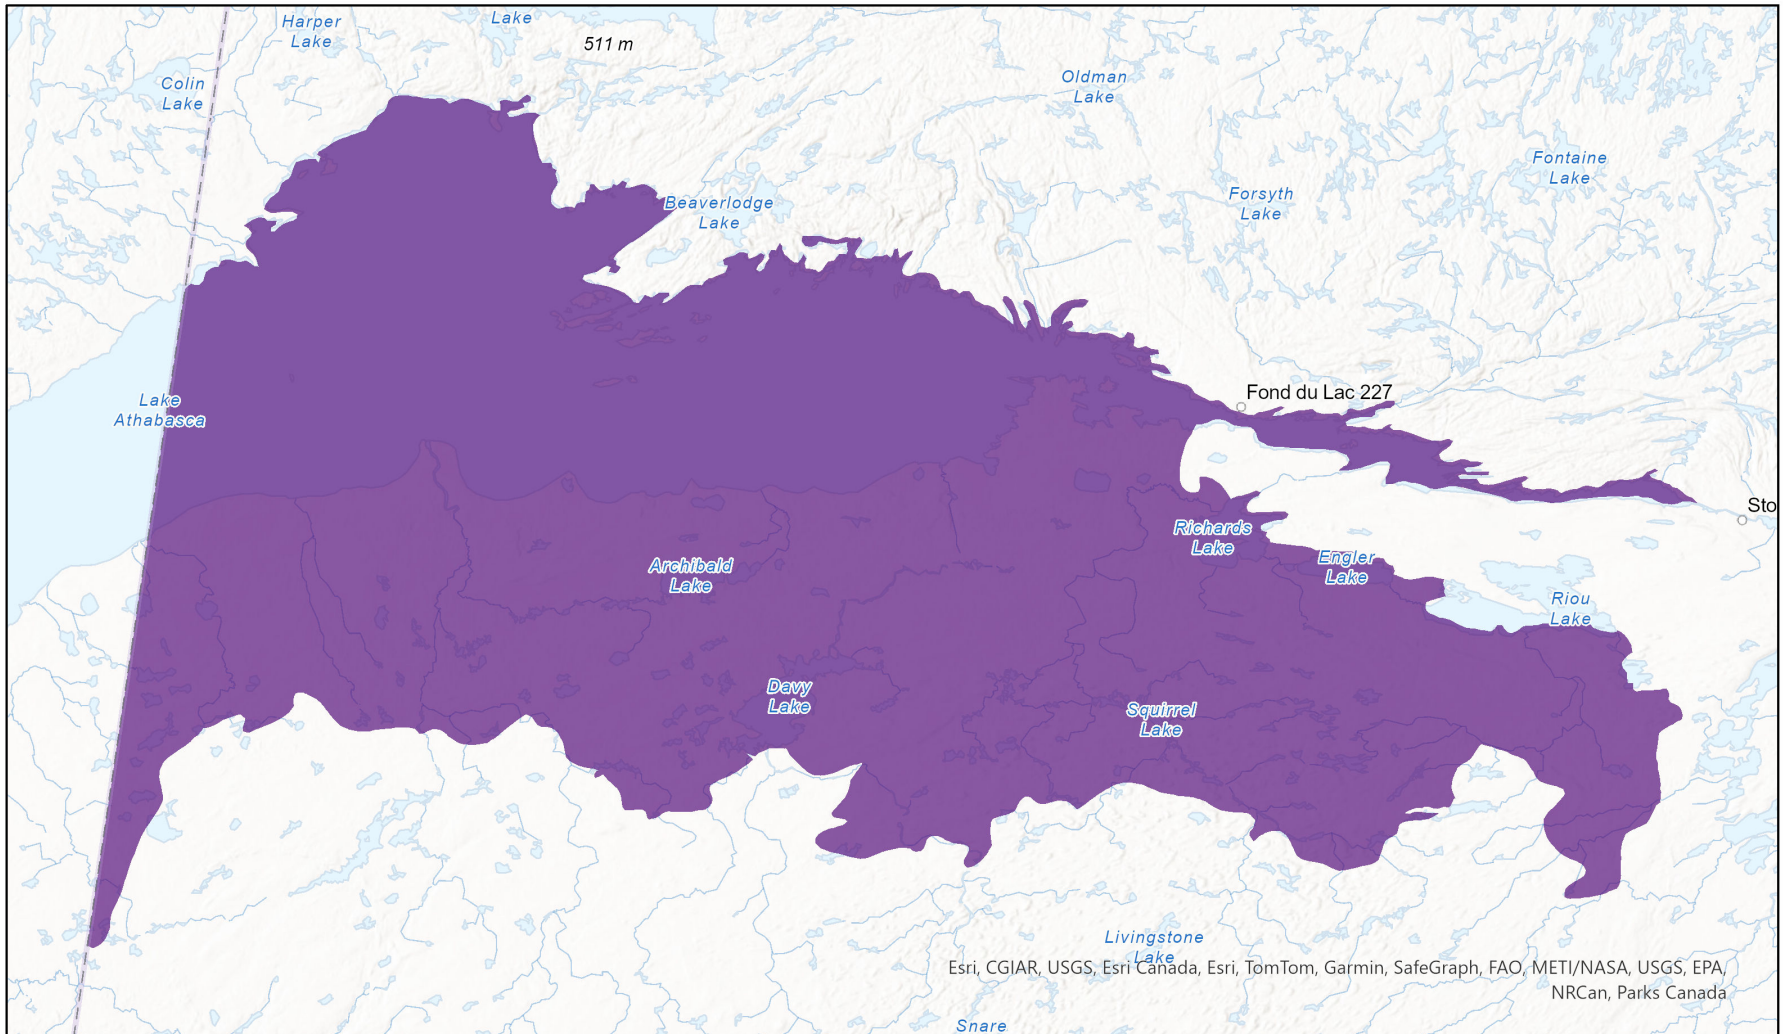 Harper
Lake
Lake
511 m
Colin
Lake
Oldman
Lake
Fontaine
Lake
Beaverlodge
Lake
Forsyth
Lake
Fond du Lac 227
Lake
Athabasca
Sto
Richards
Lake
Engler
Lake
Archibald
Lake
Riou
Lake
Davy
Lake
Squirrel
Lake
Livingstone
Lake
Esri, CGIAR, USGS, Esri Canada, Esri, TomTom, Garmin, SafeGraph, FAO, METI/NASA, USGS, EPA,
NRCan, Parks Canada
Snare